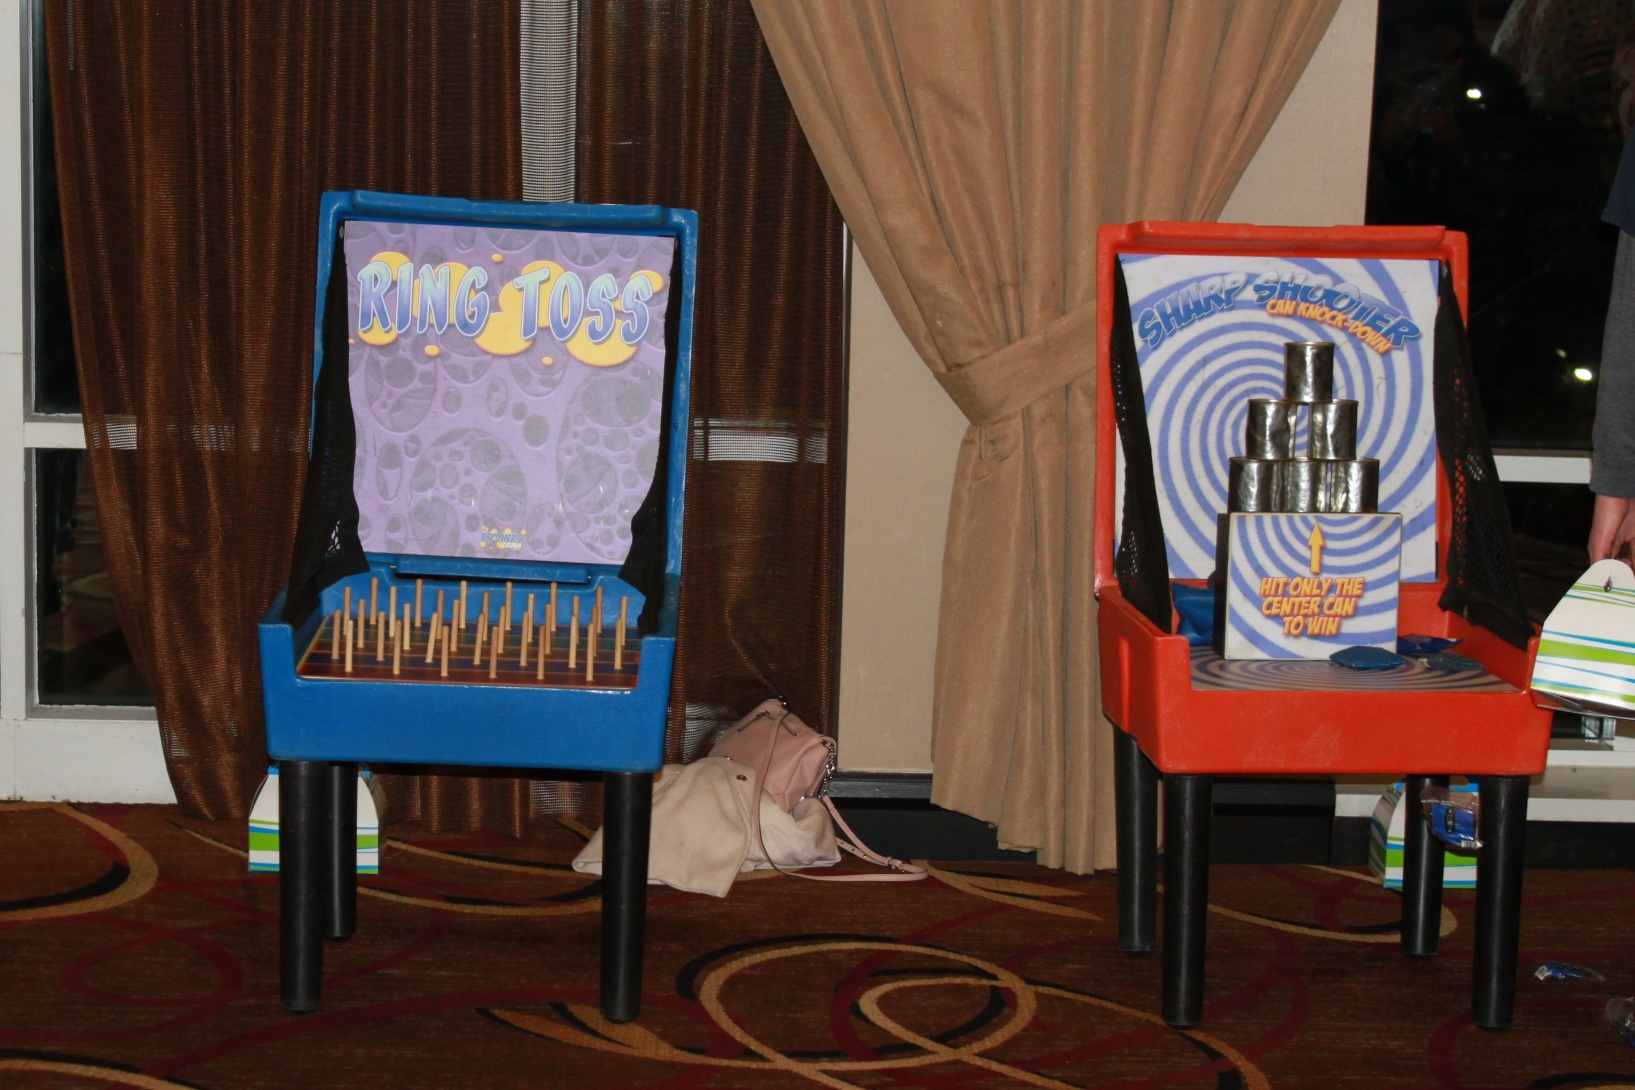 RING TOSS
SHARP SHOOTER
CAN KNOCK-DOWN
HIT ONLY THE
CENTER CAN
TO WIN